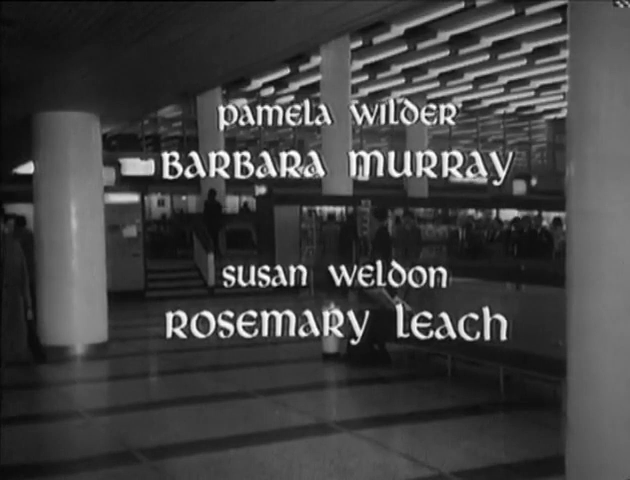 PAMELA WILDER
BARBARA MURRAY
SUSAN WELDON
ROSEMARY LEACH